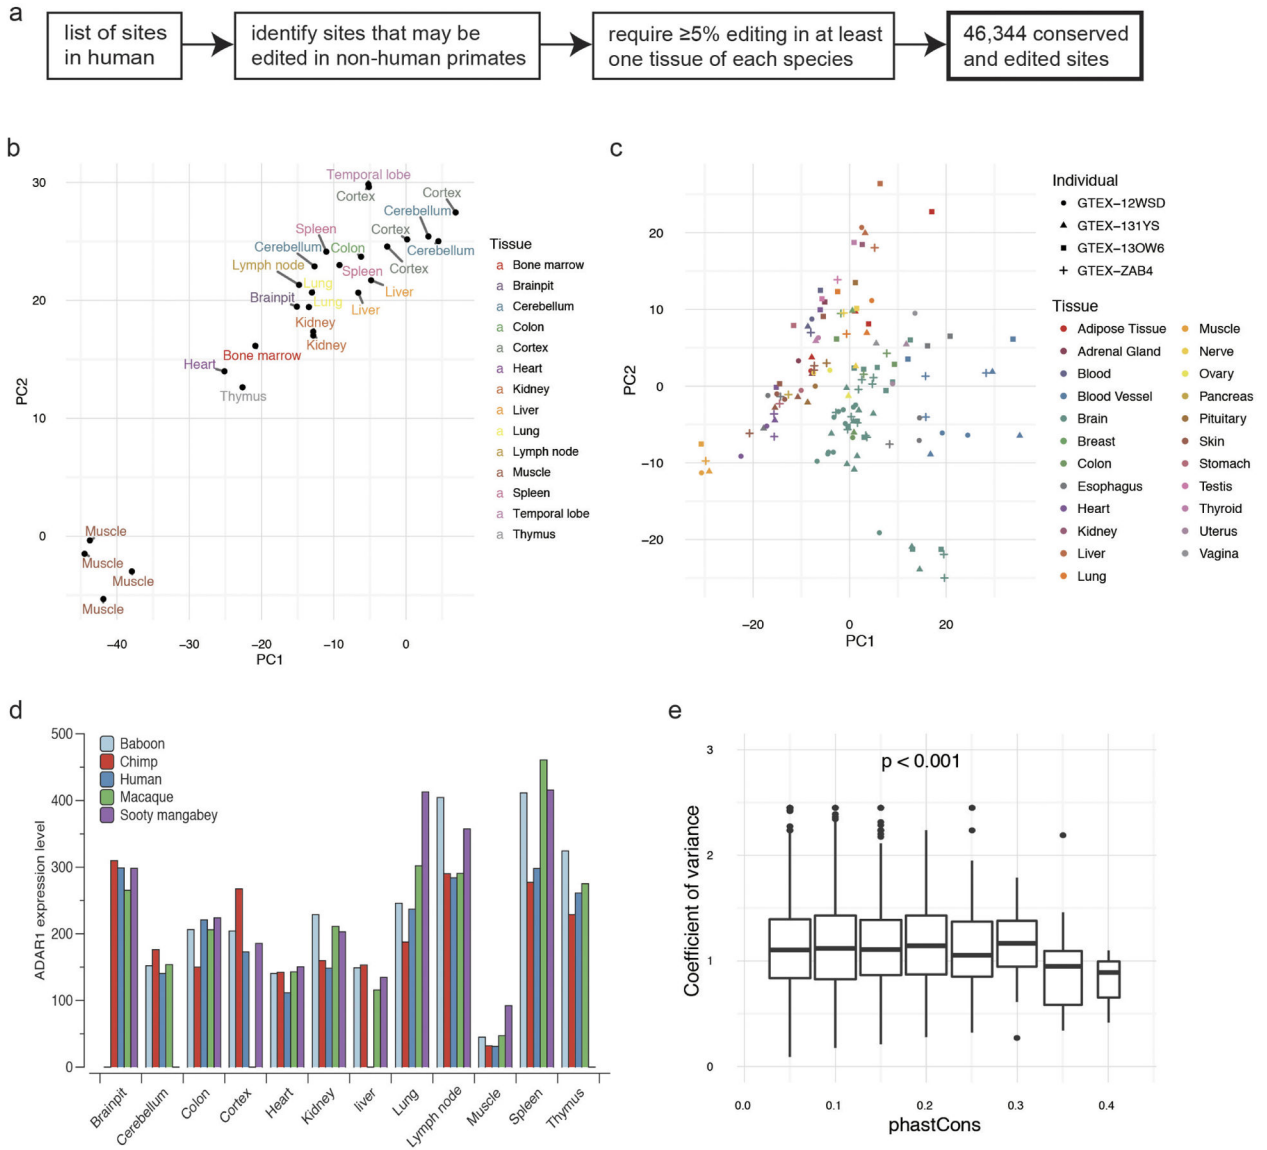 a
list of sites
in human
identify sites that may be
edited in non-human primates
require ≥5% editing in at least
one tissue of each species
46,344 conserved
and edited sites
b
30
20
10
0
PC2
−40
−30
−20
−10
0
PC1
Temporal lobe
Cortex
Cortex
Cerebellum
Spleen
Cortex
Cerebellum
Colon
Cerebellum
Lymph node
Spleen
Cortex
Lung
Liver
Brainpit
Lung
Liver
Kidney
Kidney
Bone marrow
Heart
Thymus
Muscle
Muscle
Muscle
Muscle
Tissue
a Bone marrow
a Brainpit
a Cerebellum
a Colon
a Cortex
a Heart
a Kidney
a Liver
a Lung
a Lymph node
a Muscle
a Spleen
a Temporal lobe
a Thymus
c
20
10
0
−10
−20
PC2
−20
0
20
PC1
Individual
GTEX-12WSD
GTEX-131YS
GTEX-13OW6
GTEX-ZAB4
Tissue
Adipose Tissue
Adrenal Gland
Blood
Blood Vessel
Brain
Breast
Colon
Esophagus
Heart
Kidney
Liver
Lung
Muscle
Nerve
Ovary
Pancreas
Pituitary
Skin
Stomach
Testis
Thyroid
Uterus
Vagina
d
500
400
300
200
100
0
ADAR1 expression level
Baboon
Chimp
Human
Macaque
Sooty mangabey
Brainpit
Cerebellum
Colon
Cortex
Heart
Kidney
liver
Lung
Lymph node
Muscle
Spleen
Thymus
e
3
2
1
0
Coefficient of variance
p < 0.001
0.0
0.1
0.2
0.3
0.4
phastCons